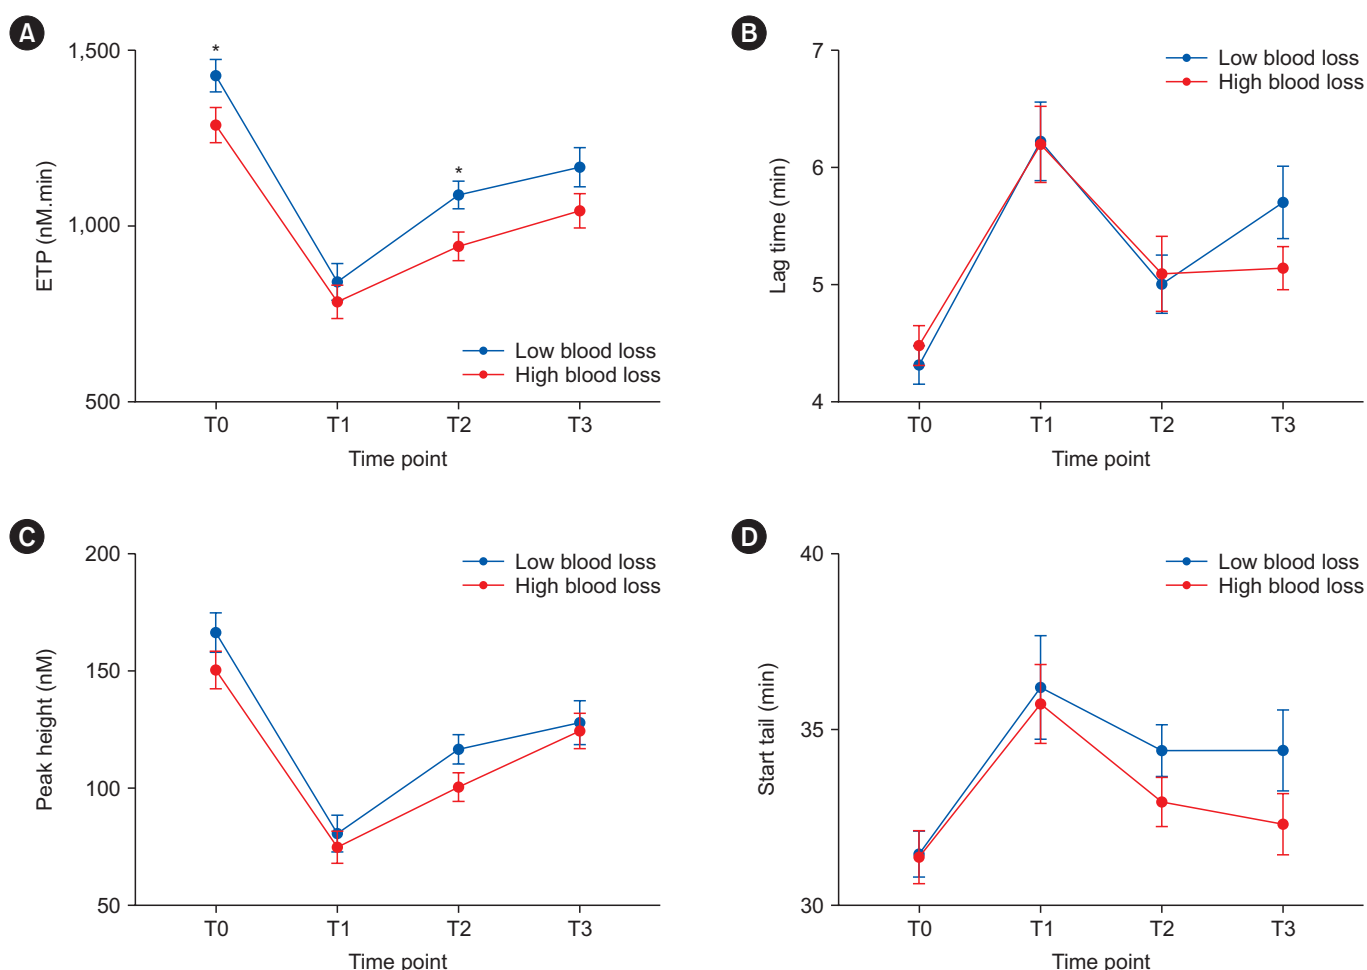 A
ETP (nM.min)
1,500
1,000
500
*
*
Low blood loss
High blood loss
T0 T1 T2 T3
Time point
B
Lag time (min)
7
6
5
4
Low blood loss
High blood loss
T0 T1 T2 T3
Time point
C
Peak height (nM)
200
150
100
50
Low blood loss
High blood loss
T0 T1 T2 T3
Time point
D
Start tail (min)
40
35
30
Low blood loss
High blood loss
T0 T1 T2 T3
Time point